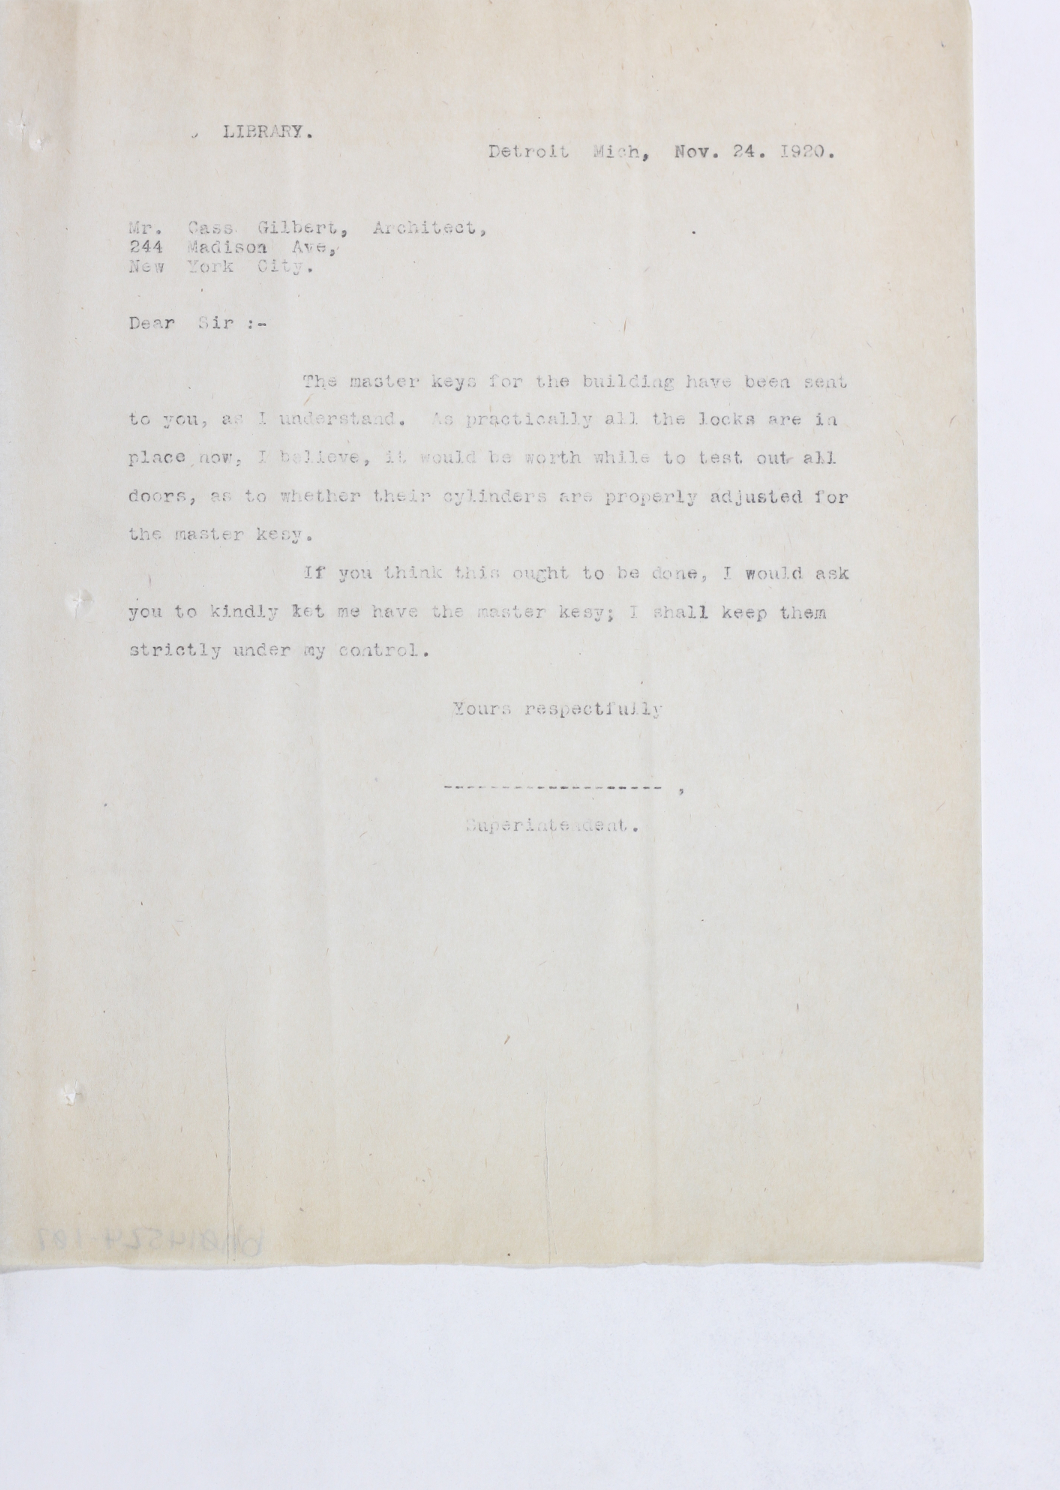 LIBRARY.
Detroit Mich, Nov. 24. 1920.
Mr. Cass Gilbert, Architect,
244 Madison Ave,
New York City.
Dear Sir :-
The master keys for the building have been sent
to you, as I understand. As practically all the locks are in
place now, I believe, it would be worth while to test out all
doors, as to whether their cylinders are properly adjusted for
the master kesy.
If you think this ought to be done, I would ask
you to kindly let me have the master kesy; I shall keep them
strictly under my control.
Yours respectfully
------------------- ,
Superintendent.